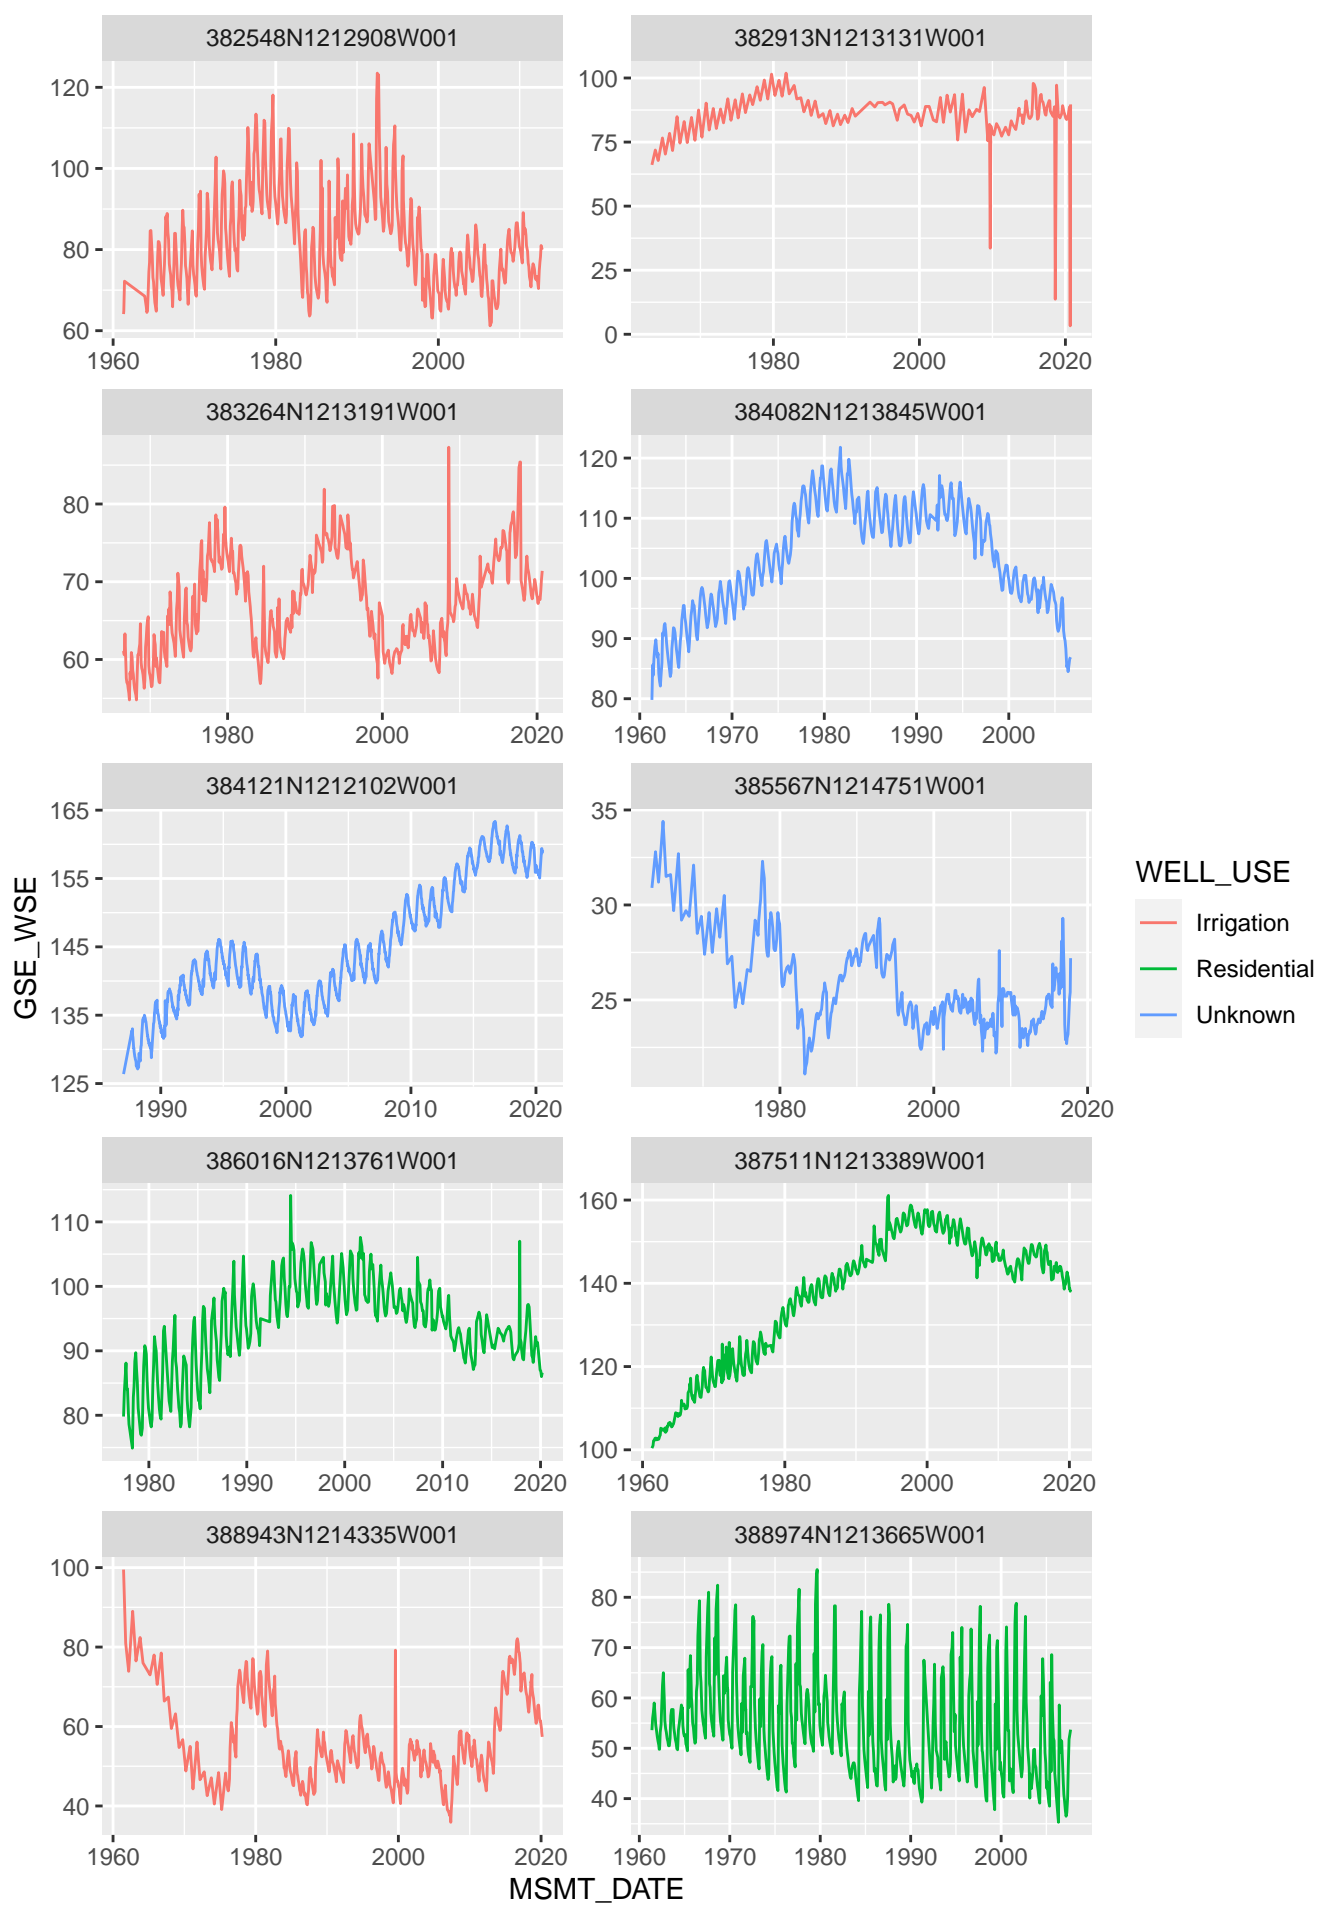 382548N1212908W001
382913N1213131W001
120
100
80
60
1960 1980 2000
100
75
50
25
0
1980 2000 2020
383264N1213191W001
384082N1213845W001
80
70
60
1980 2000 2020
120
110
100
90
80
1960 1970 1980 1990 2000
384121N1212102W001
385567N1214751W001
165
155
145
135
125
1990 2000 2010 2020
35
30
25
1980 2000 2020
386016N1213761W001
387511N1213389W001
110
100
90
80
1980 1990 2000 2010 2020
160
140
120
100
1960 1980 2000 2020
388943N1214335W001
388974N1213665W001
100
80
60
40
1960 1980 2000 2020
80
70
60
50
40
1960 1970 1980 1990 2000
GSE_WSE
MSMT_DATE
WELL_USE
Irrigation
Residential
Unknown